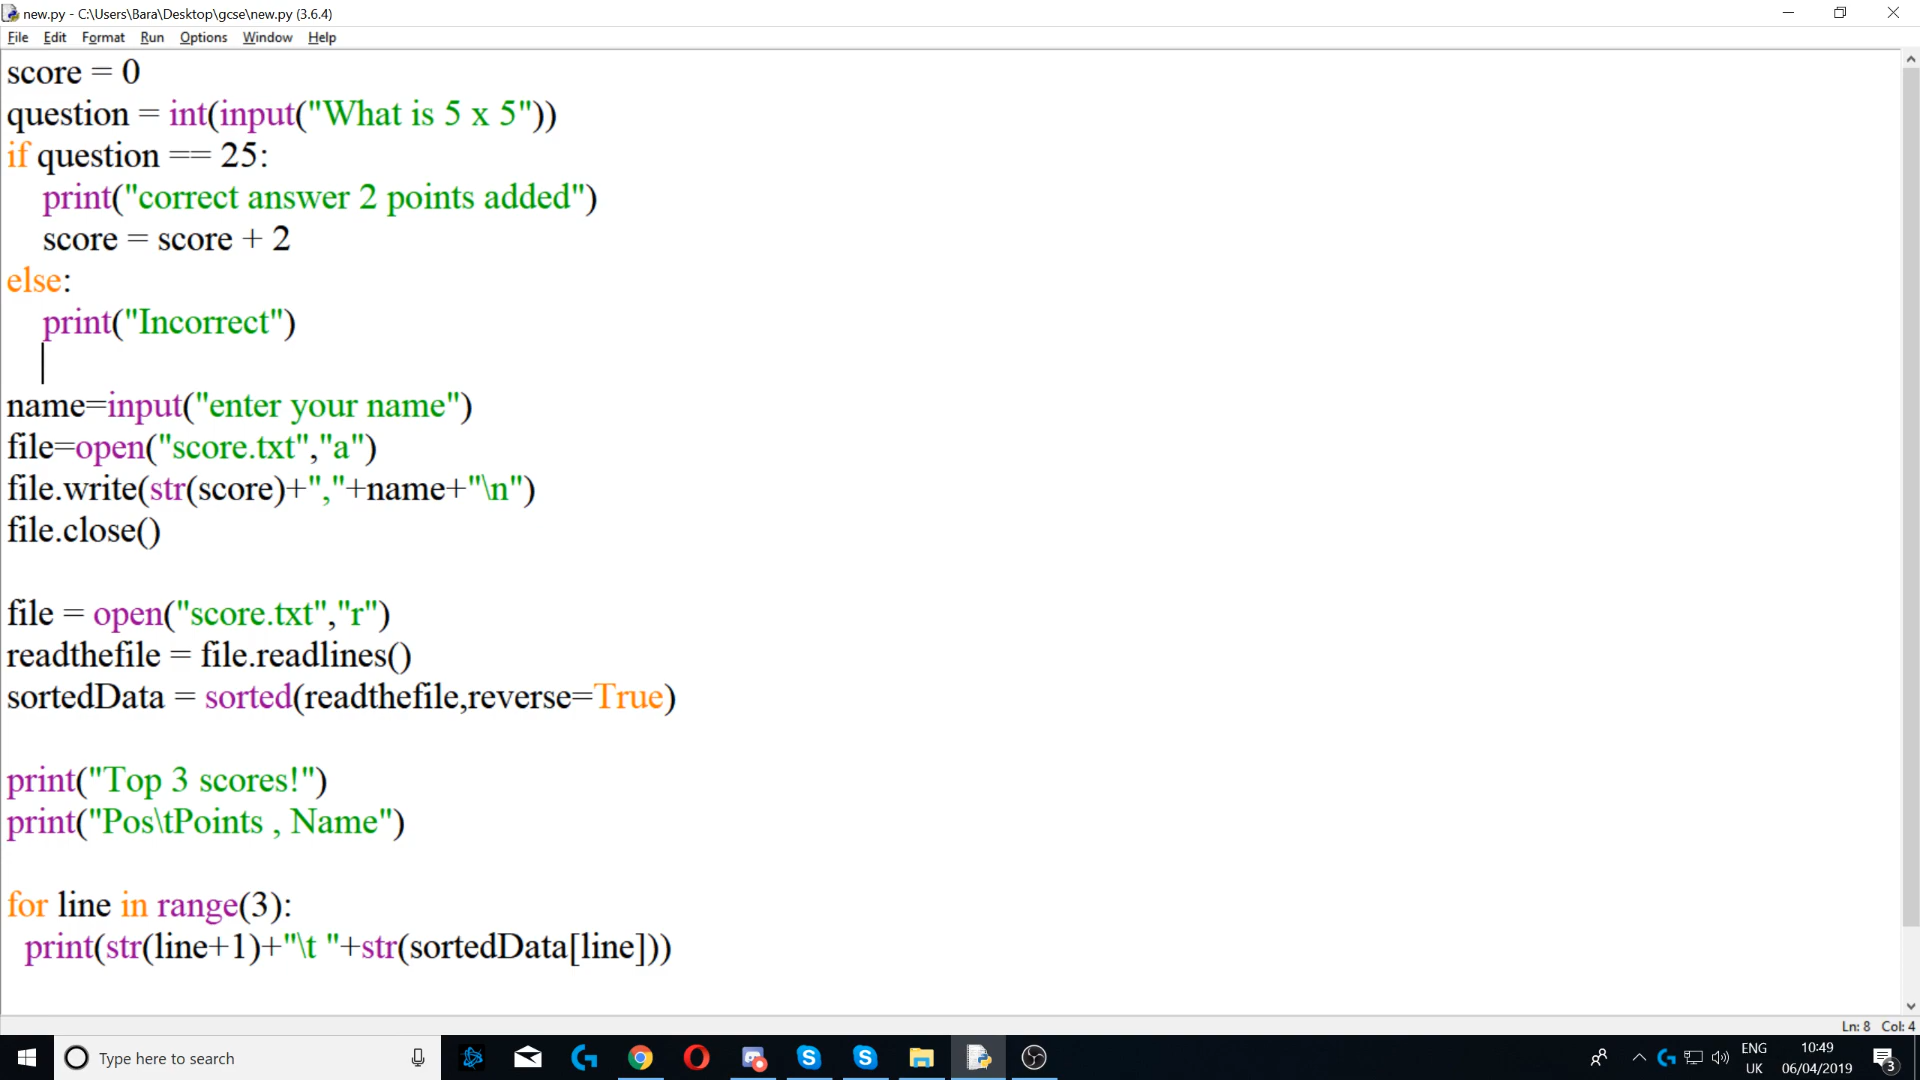 new.py - C:\Users\Bara\Desktop\gcse\new.py (3.6.4)
File Edit Format Run Options Window Help
score = 0
question = int(input("What is 5 x 5"))
if question == 25:
    print("correct answer 2 points added")
    score = score + 2
else:
    print("Incorrect")
name=input("enter your name")
file=open("score.txt","a")
file.write(str(score)+","+name+"\n")
file.close()
file = open("score.txt","r")
readthefile = file.readlines()
sortedData = sorted(readthefile,reverse=True)
print("Top 3 scores!")
print("Pos\tPoints , Name")
for line in range(3):
  print(str(line+1)+"\t "+str(sortedData[line]))
Ln: 8 Col: 4
Type here to search
ENG
UK
10:49
06/04/2019
3